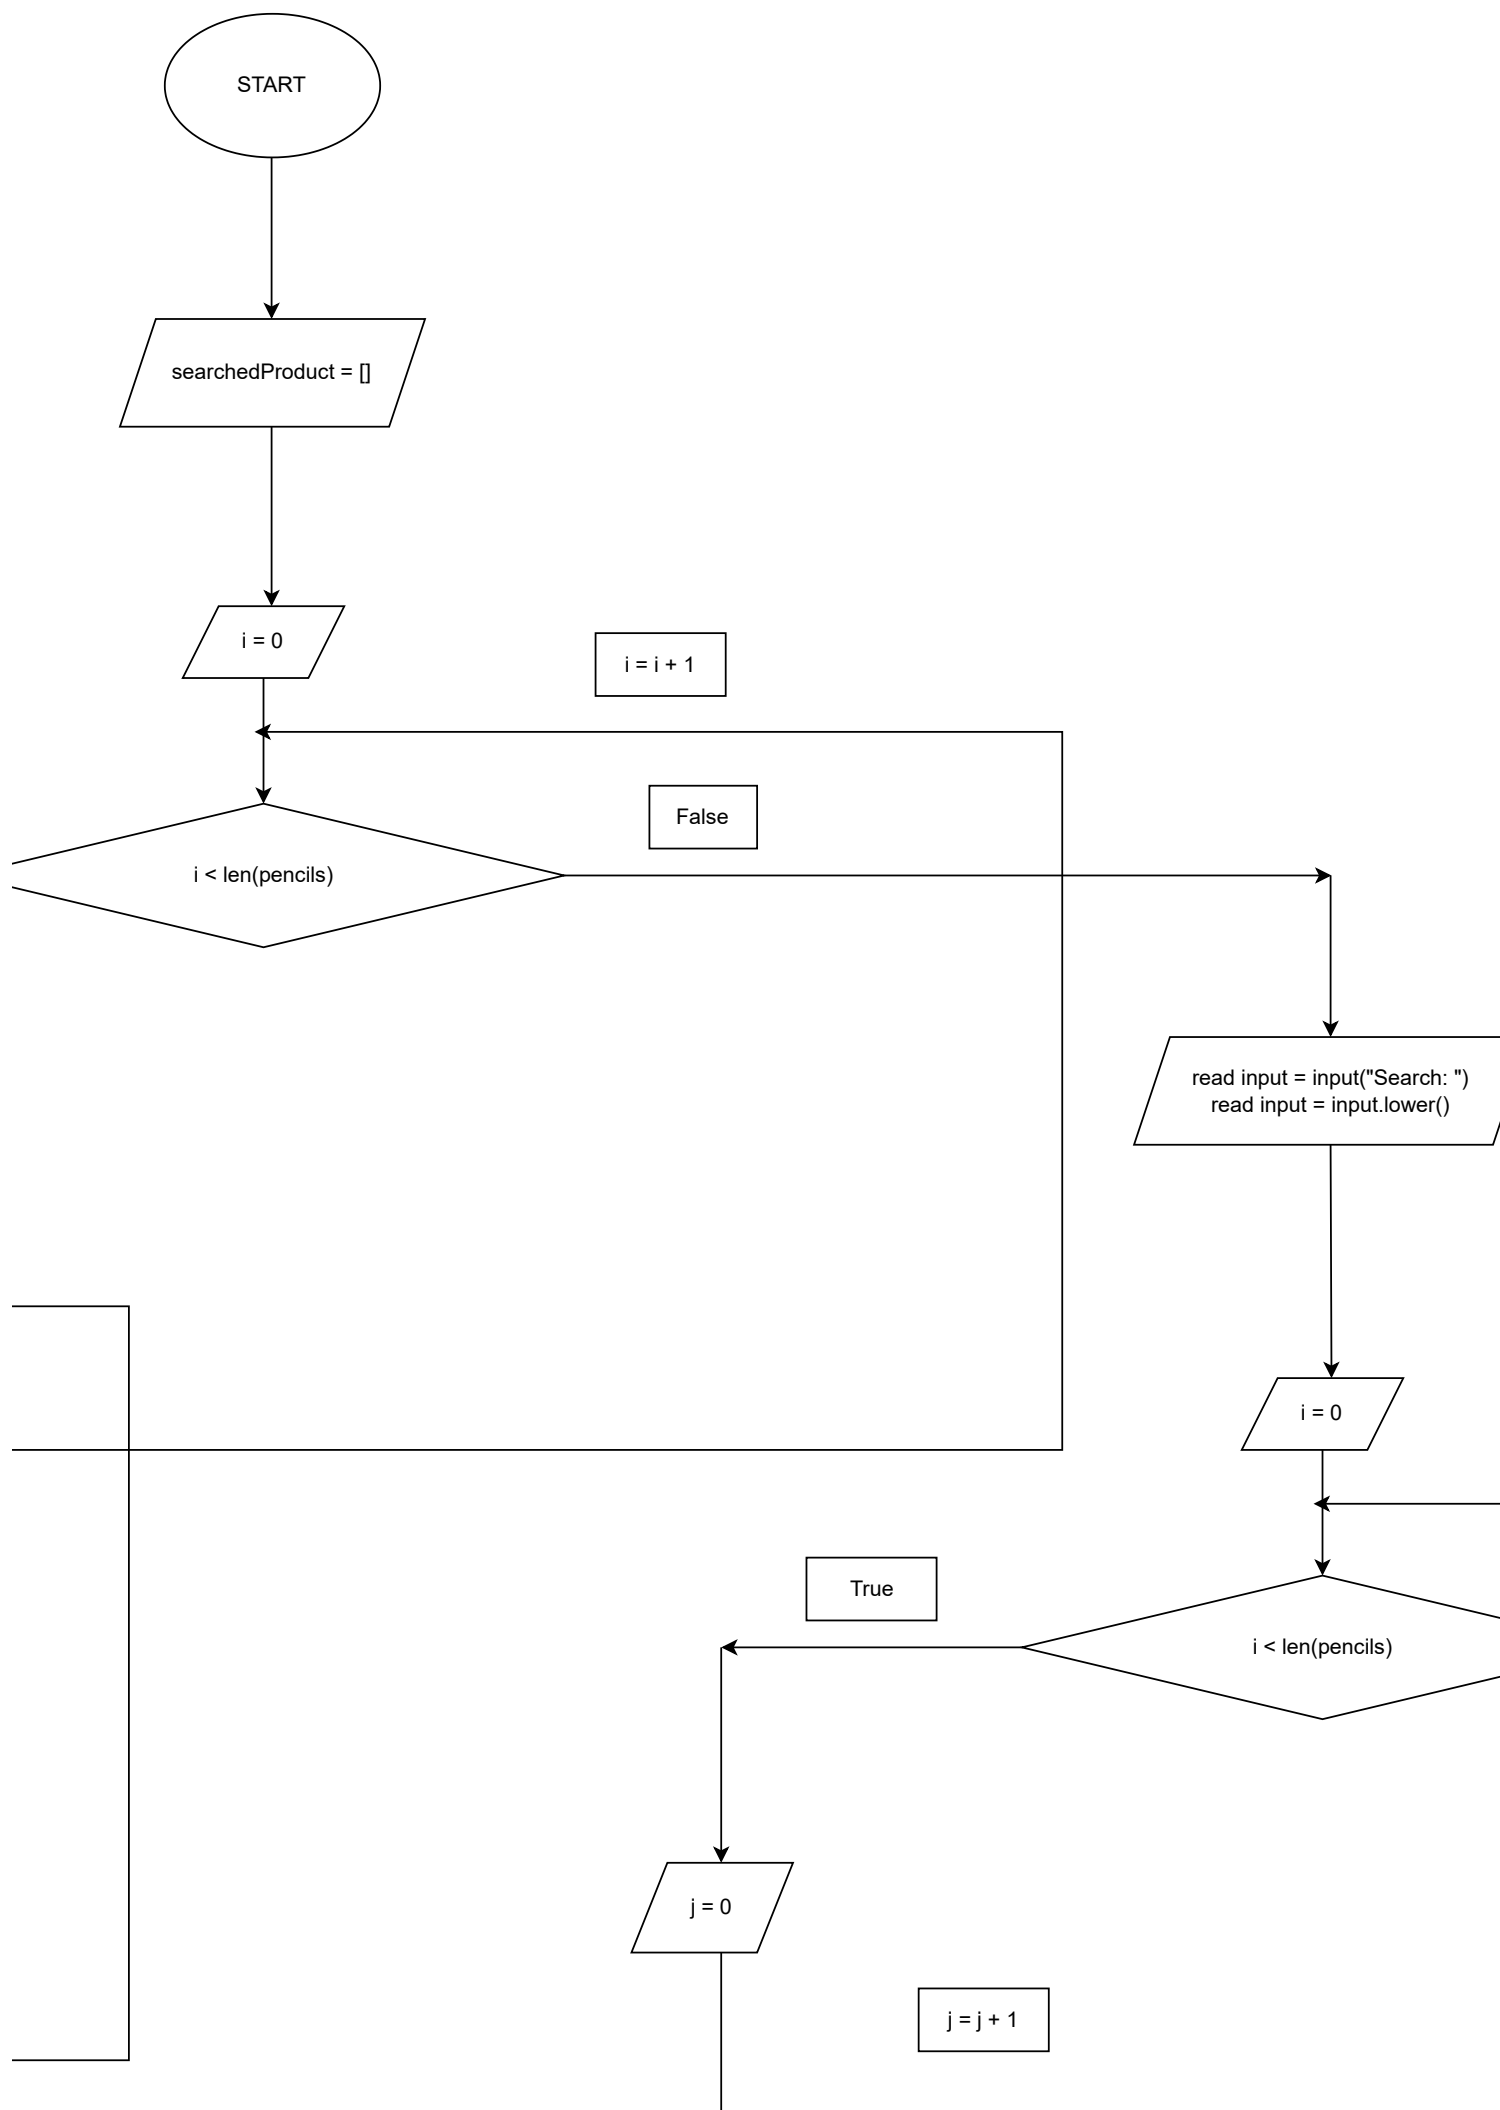 START
searchedProduct = []
i = 0
i = i + 1
False
i < len(pencils)
read input = input("Search: ")
read input = input.lower()
i = 0
True
i < len(pencils)
j = 0
j = j + 1